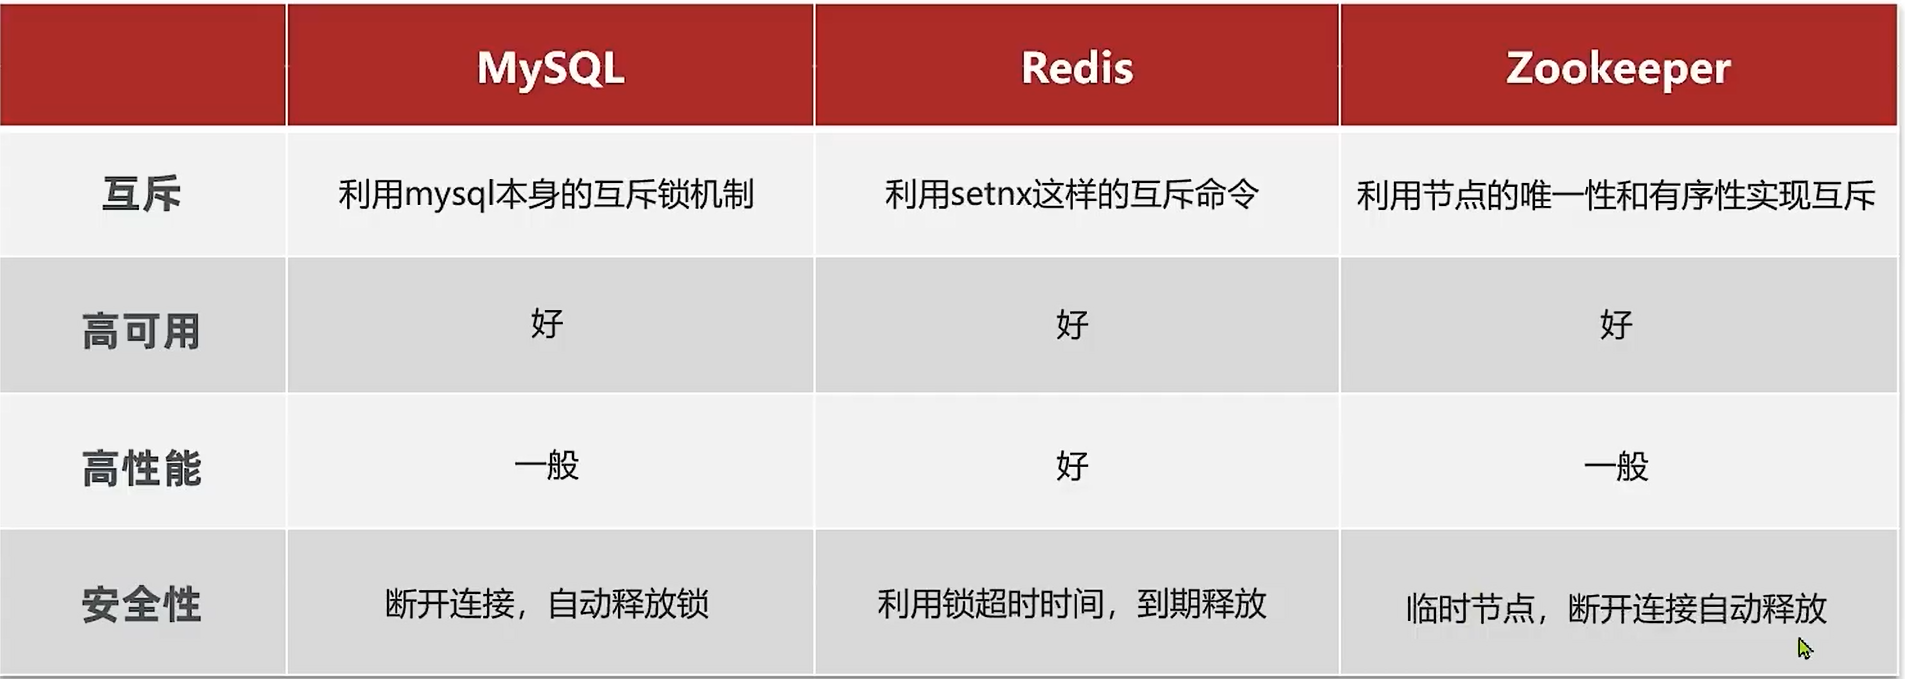 MySQL Redis Zookeeper
互斥 利用mysql本身的互斥锁机制 利用setnx这样的互斥命令 利用节点的唯一性和有序性实现互斥
高可用 好 好 好
高性能 一般 好 一般
安全性 断开连接，自动释放锁 利用锁超时时间，到期释放 临时节点，断开连接自动释放